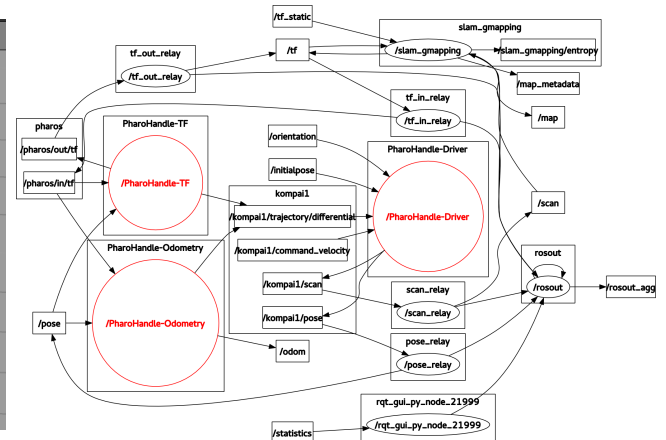 /tf_static
slam_gmapping
/tf
/slam_gmapping
/slam_gmapping/entropy
tf_out_relay
/tf_out_relay
/map_metadata
tf_in_relay
/tf_in_relay
/map
pharos
/pharos/out/tf
/pharos/in/tf
PharoHandle-TF
/PharoHandle-TF
/orientation
/initialpose
PharoHandle-Driver
/PharoHandle-Driver
kompai1
/kompai1/trajectory/differential
/kompai1/command_velocity
/kompai1/scan
/kompai1/pose
/scan
PharoHandle-Odometry
/PharoHandle-Odometry
rosout
/rosout
/rosout_agg
scan_relay
/scan_relay
/pose
/odom
pose_relay
/pose_relay
rqt_gui_py_node_21999
/rqt_gui_py_node_21999
/statistics